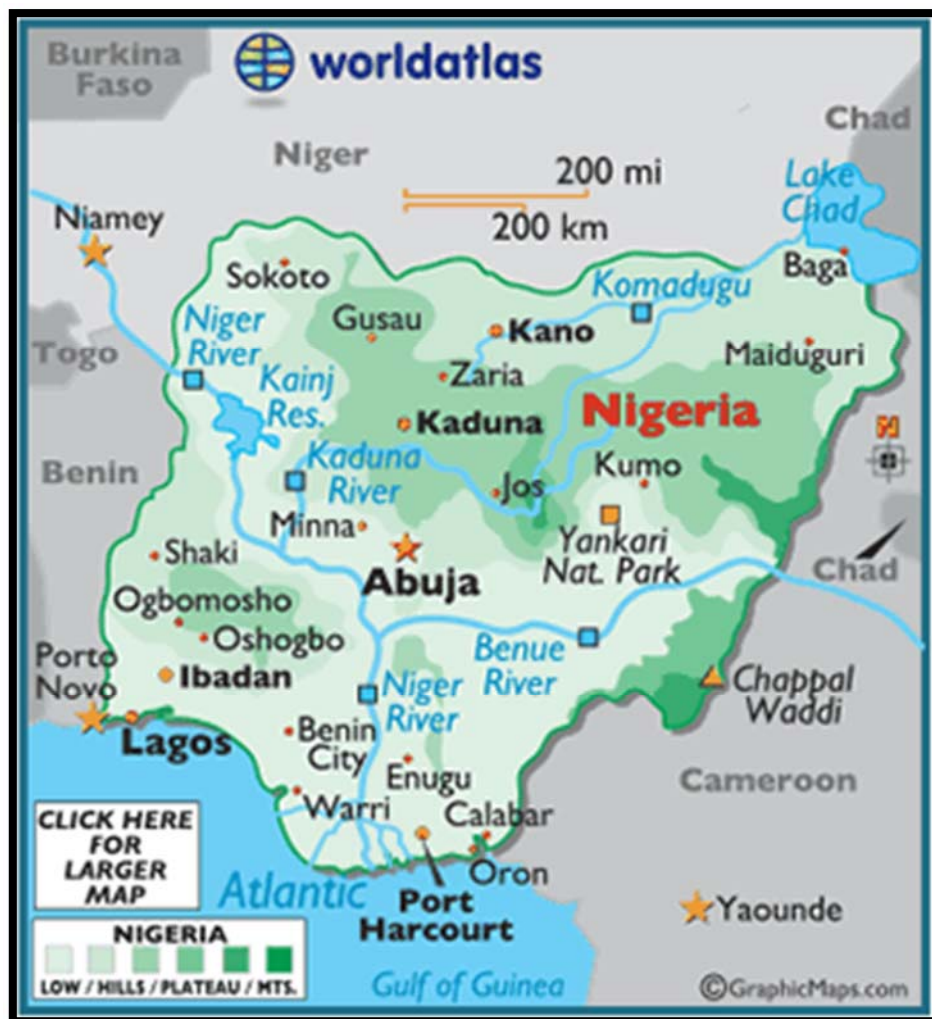 Burkina
Faso
worldatlas
Niger
Chad
200 mi
200 km
Lake
Chad
Niamey
Sokoto
Baga
Komadugu
Niger
River
Gusau
Kano
Togo
Maiduguri
Zaria
Kainj
Res.
Nigeria
Kaduna
N
Benin
Kaduna
River
Kumo
Jos
Minna
Shaki
Yankari
Nat. Park
Chad
Abuja
Ogbomosho
Oshogbo
Porto
Novo
Ibadan
Benue
River
Niger
River
Chappal
Waddi
Lagos
Benin
City
Enugu
Cameroon
Warri
Calabar
CLICK HERE
FOR
LARGER
MAP
Oron
Atlantic
Port
Harcourt
Yaounde
NIGERIA
LOW / HILLS / PLATEAU / MTS.
Gulf of Guinea
©GraphicMaps.com